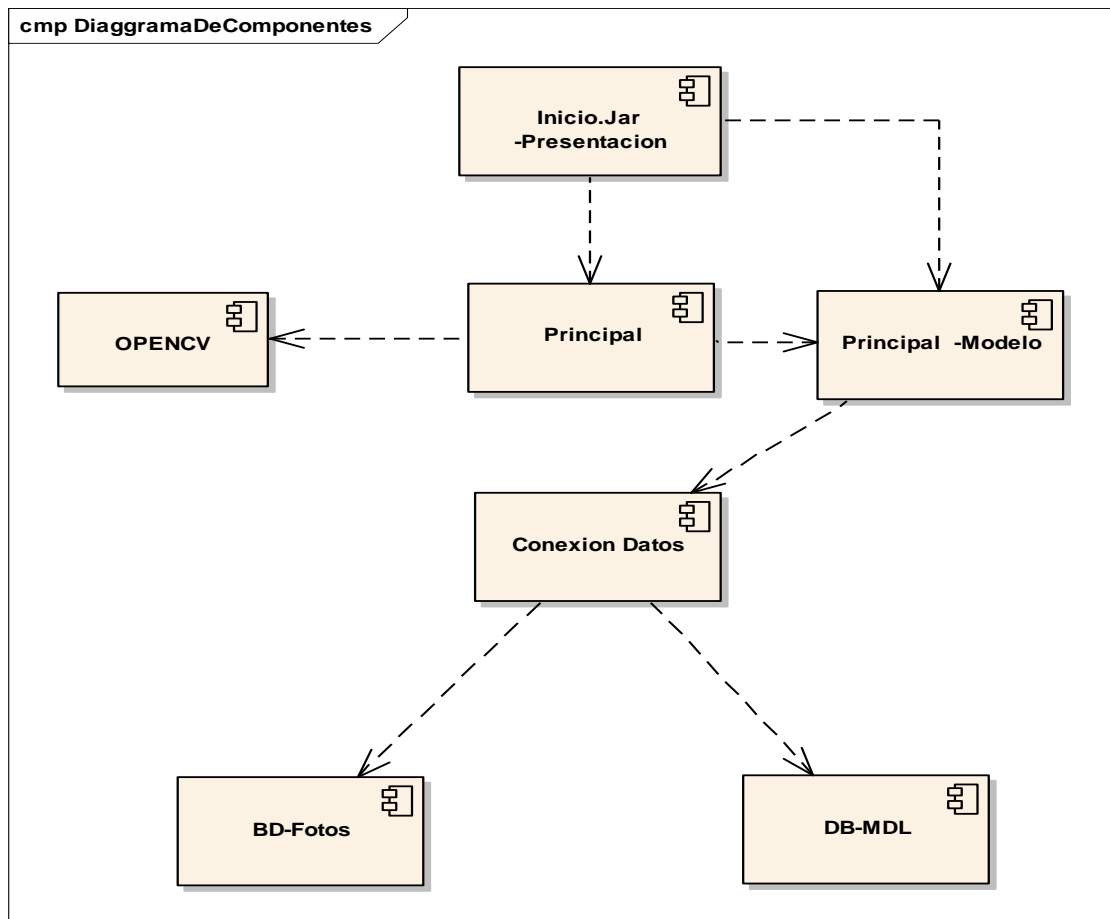 cmp DiaggramaDeComponentes
Inicio.Jar
-Presentacion
OPENCV
Principal
Principal -Modelo
Conexion Datos
BD-Fotos
DB-MDL